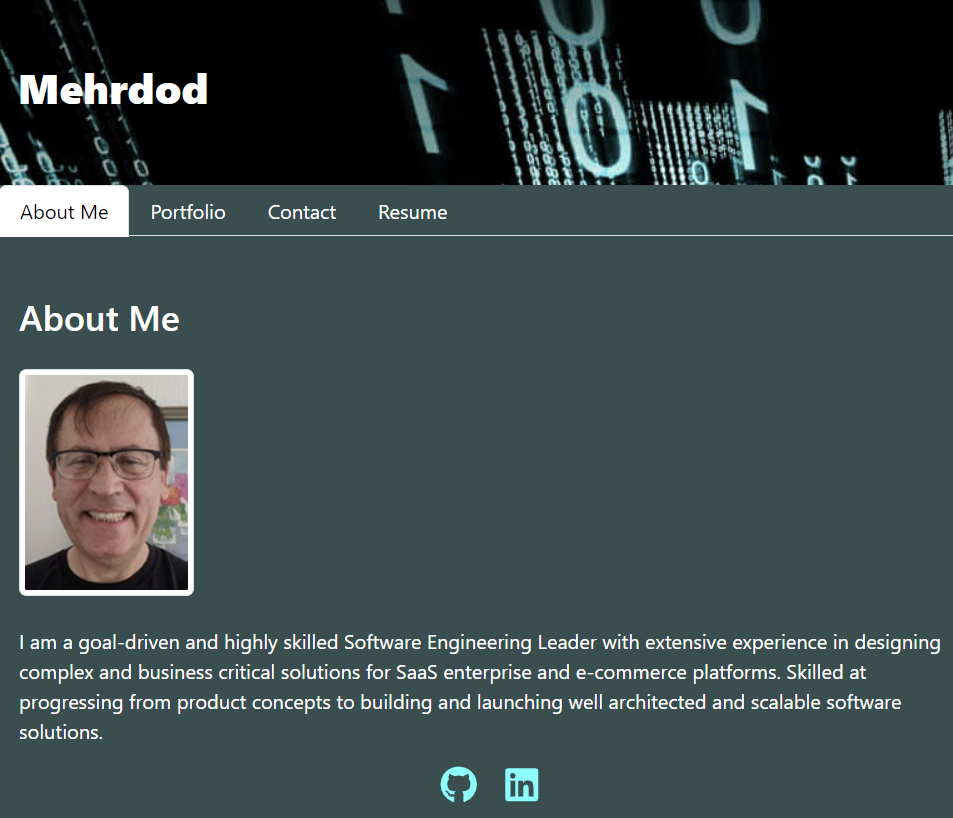 Mehrdod
About Me
Portfolio
Contact
Resume
About Me
I am a goal-driven and highly skilled Software Engineering Leader with extensive experience in designing
complex and business critical solutions for SaaS enterprise and e-commerce platforms. Skilled at
progressing from product concepts to building and launching well architected and scalable software
solutions.
in